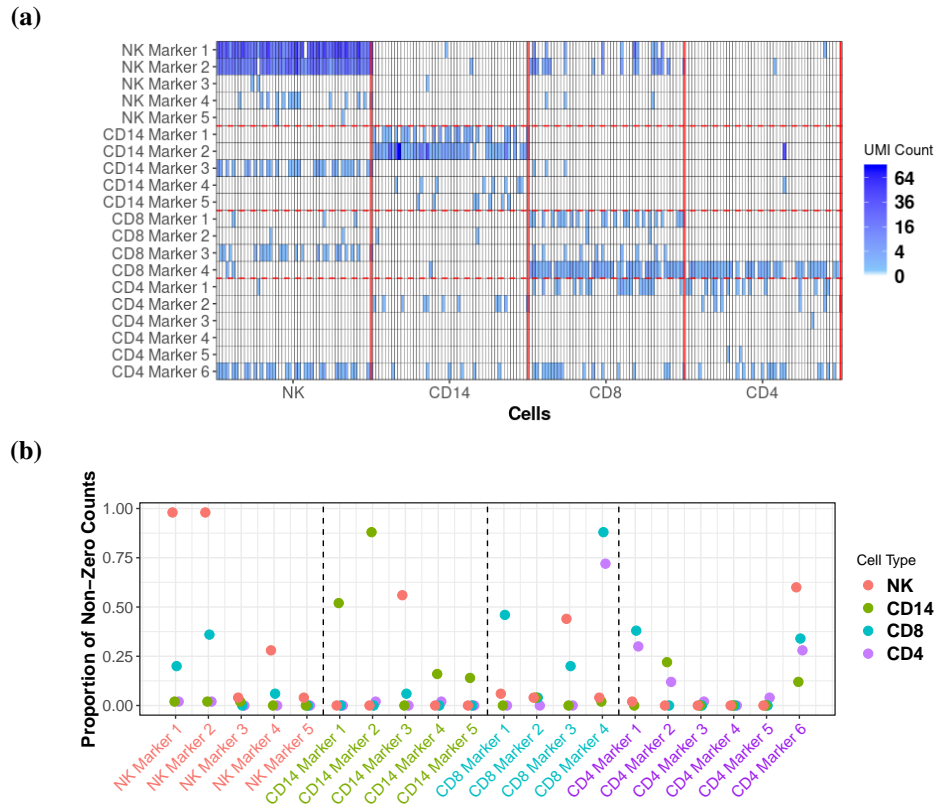 (a)
NK Marker 1
NK Marker 2
NK Marker 3
NK Marker 4
NK Marker 5
CD14 Marker 1
CD14 Marker 2
CD14 Marker 3
CD14 Marker 4
CD14 Marker 5
CD8 Marker 1
CD8 Marker 2
CD8 Marker 3
CD8 Marker 4
CD4 Marker 1
CD4 Marker 2
CD4 Marker 3
CD4 Marker 4
CD4 Marker 5
CD4 Marker 6
NK CD14 CD8 CD4
Cells
UMI Count
64
36
16
4
0
(b)
Proportion of Non−Zero Counts
1.00
0.75
0.50
0.25
0.00
NK Marker 1
NK Marker 2
NK Marker 3
NK Marker 4
NK Marker 5
CD14 Marker 1
CD14 Marker 2
CD14 Marker 3
CD14 Marker 4
CD14 Marker 5
CD8 Marker 1
CD8 Marker 2
CD8 Marker 3
CD8 Marker 4
CD4 Marker 1
CD4 Marker 2
CD4 Marker 3
CD4 Marker 4
CD4 Marker 5
CD4 Marker 6
Cell Type
NK
CD14
CD8
CD4